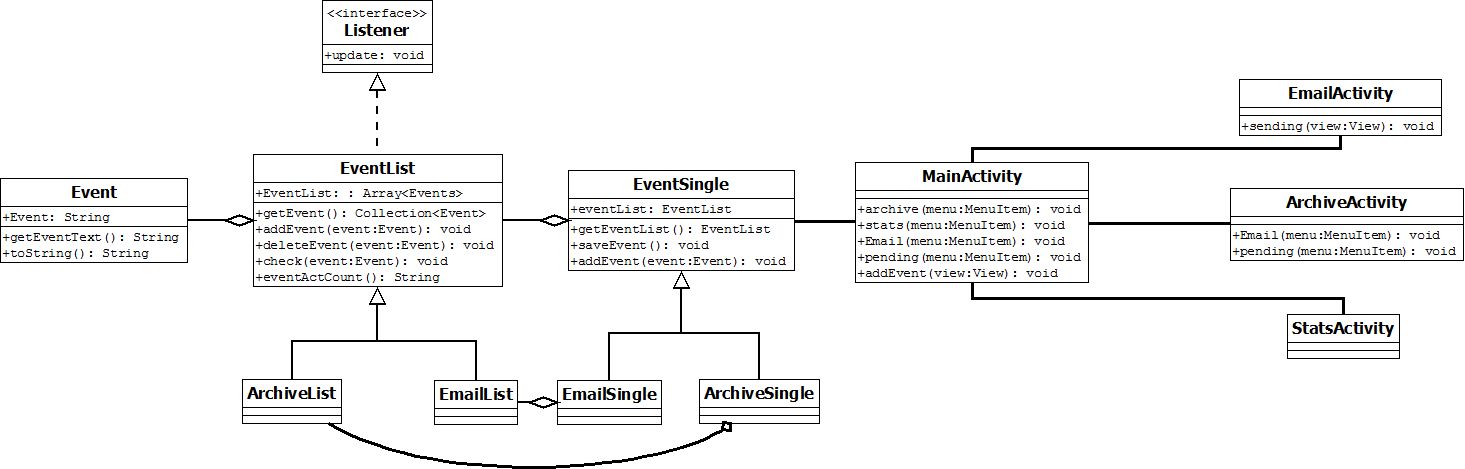 <<interface>>
Listener
+update: void
Event
+Event: String
+getEventText(): String
+toString(): String
EventList
+EventList: : Array<Events>
+getEvent(): Collection<Event>
+addEvent(event:Event): void
+deleteEvent(event:Event): void
+check(event:Event): void
+eventActCount(): String
EventSingle
+eventList: EventList
+getEventList(): EventList
+saveEvent(): void
+addEvent(event:Event): void
MainActivity
+archive(menu:MenuItem): void
+stats(menu:MenuItem): void
+Email(menu:MenuItem): void
+pending(menu:MenuItem): void
+addEvent(view:View): void
EmailActivity
+sending(view:View): void
ArchiveActivity
+Email(menu:MenuItem): void
+pending(menu:MenuItem): void
StatsActivity
ArchiveList
EmailList
EmailSingle
ArchiveSingle